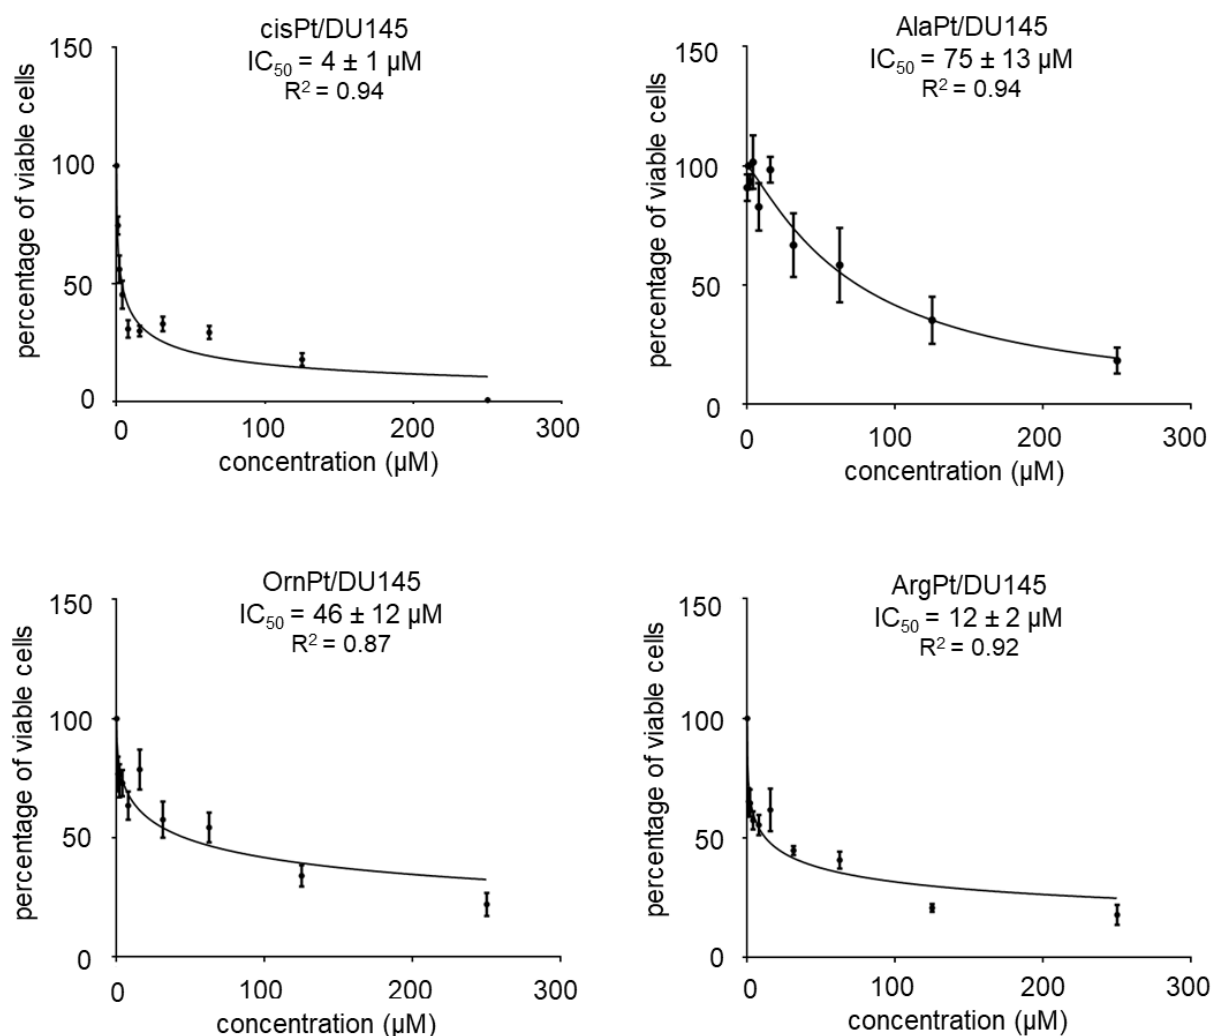 cisPt/DU145
IC50 = 4 ± 1 µM
R2 = 0.94
percentage of viable cells
150
100
50
0
0 100 200 300
concentration (µM)
AlaPt/DU145
IC50 = 75 ± 13 µM
R2 = 0.94
percentage of viable cells
150
100
50
0
0 100 200 300
concentration (µM)
OrnPt/DU145
IC50 = 46 ± 12 µM
R2 = 0.87
percentage of viable cells
150
100
50
0
0 100 200 300
concentration (µM)
ArgPt/DU145
IC50 = 12 ± 2 µM
R2 = 0.92
percentage of viable cells
150
100
50
0
0 100 200 300
concentration (µM)